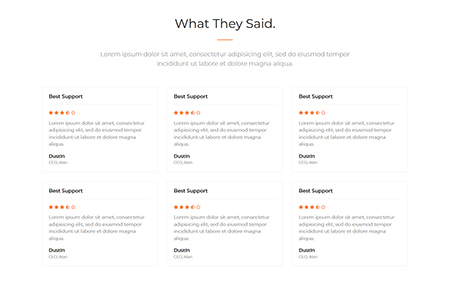 What They Said.
Lorem ipsum dolor sit amet, consectetur adipisicing elit, sed do eiusmod tempor
incididunt ut labore et dolore magna aliqua.
Best Support
Lorem ipsum dolor sit amet, consectetur
adipisicing elit, sed do eiusmod tempor
incididunt ut labore et dolore magna
aliqua.
Dustin
CEO,
Best Support
Lorem ipsum dolor sit amet, consectetur
adipisicing elit, sed do eiusmod tempor
incididunt ut labore et dolore magna
aliqua.
Dustin
CEO,
Best Support
Lorem ipsum dolor sit amet, consectetur
adipisicing elit, sed do eiusmod tempor
incididunt ut labore et dolore magna
aliqua.
Dustin
CEO,
Best Support
Lorem ipsum dolor sit amet, consectetur
adipisicing elit, sed do eiusmod tempor
incididunt ut labore et dolore magna
aliqua.
Dustin
CEO,
Best Support
Lorem ipsum dolor sit amet, consectetur
adipisicing elit, sed do eiusmod tempor
incididunt ut labore et dolore magna
aliqua.
Dustin
CEO,
Best Support
Lorem ipsum dolor sit amet, consectetur
adipisicing elit, sed do eiusmod tempor
incididunt ut labore et dolore magna
aliqua.
Dustin
CEO,